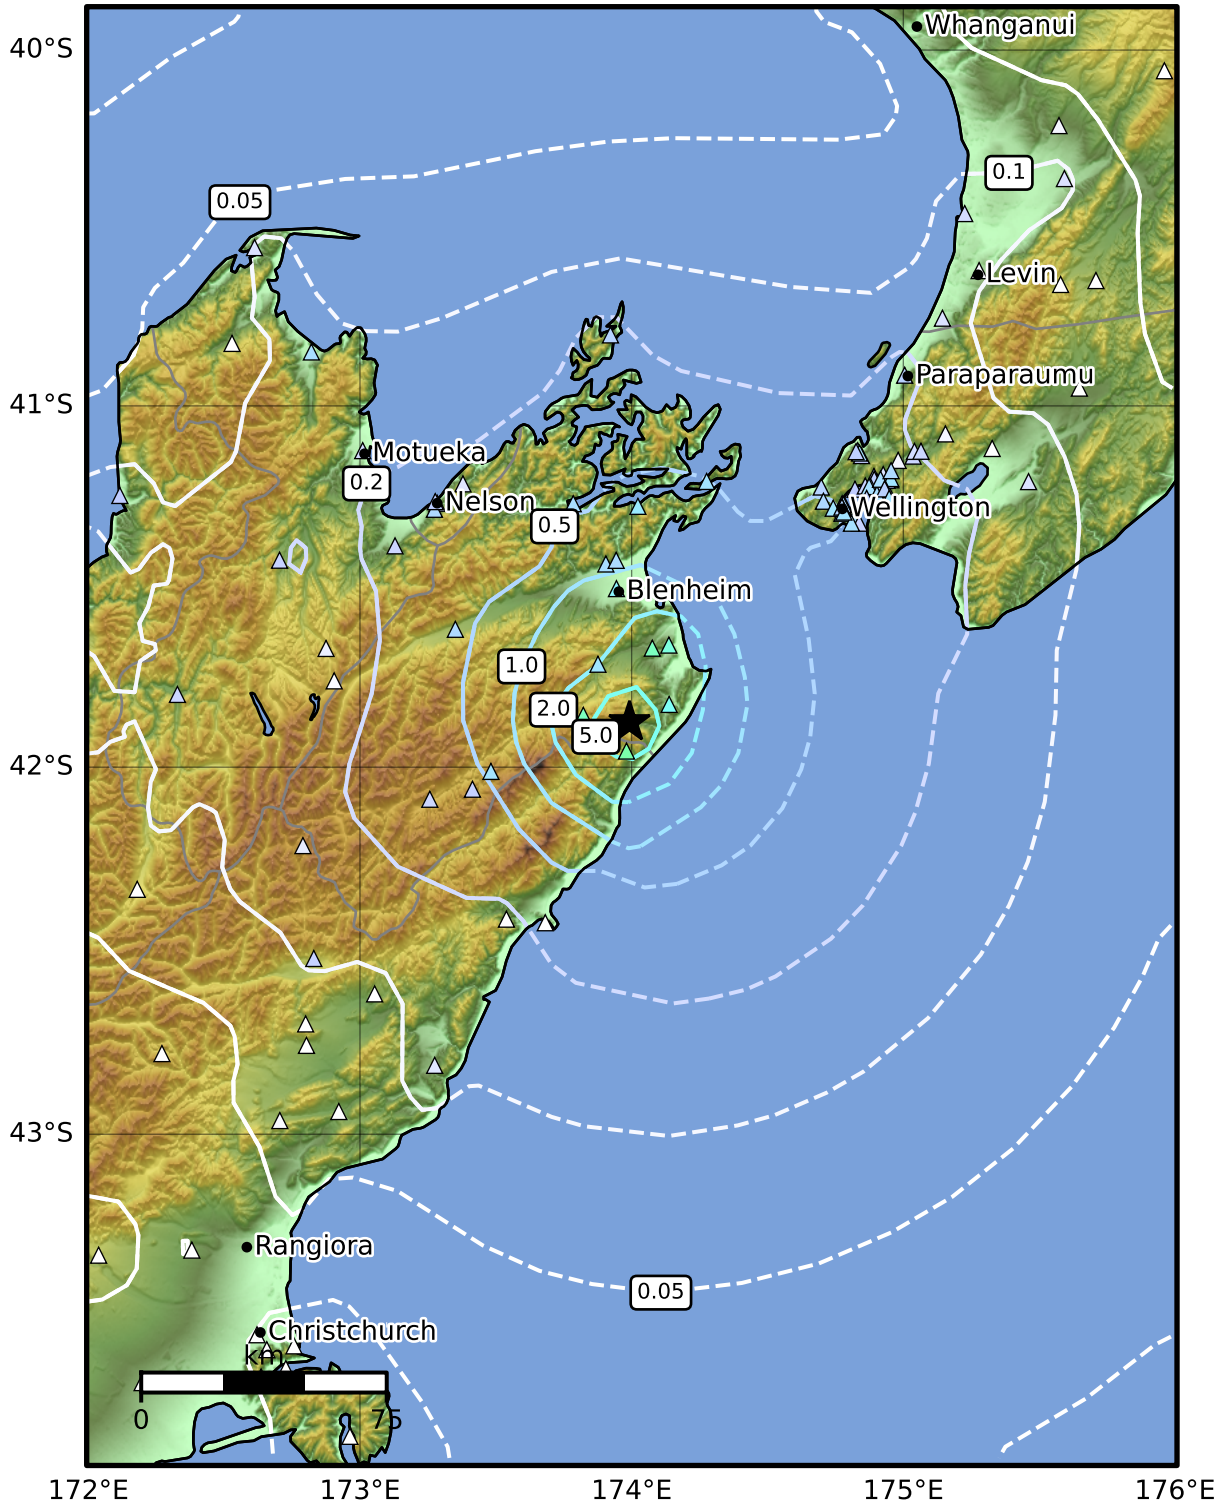 Whanganui
40°S
0.1
0.05
Levin
Paraparaumu
41°S
Motueka
0.2
Nelson
Wellington
0.5
Blenheim
1.0
2.0
5.0
42°S
43°S
Rangiora
0.05
Christchurch
km
0
75
172°E
173°E
174°E
175°E
176°E